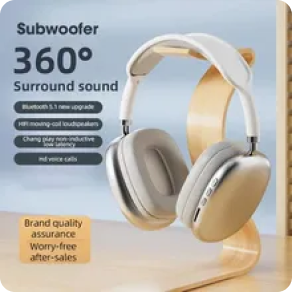 Subwoofer
360°
Surround sound
Bluetooth 5.1 new upgrade
HIFI moving-coil loudspeakers
Chang play non-inductive
low latency
md voice calls
Brand quality
assurance
Worry-free
after-sales